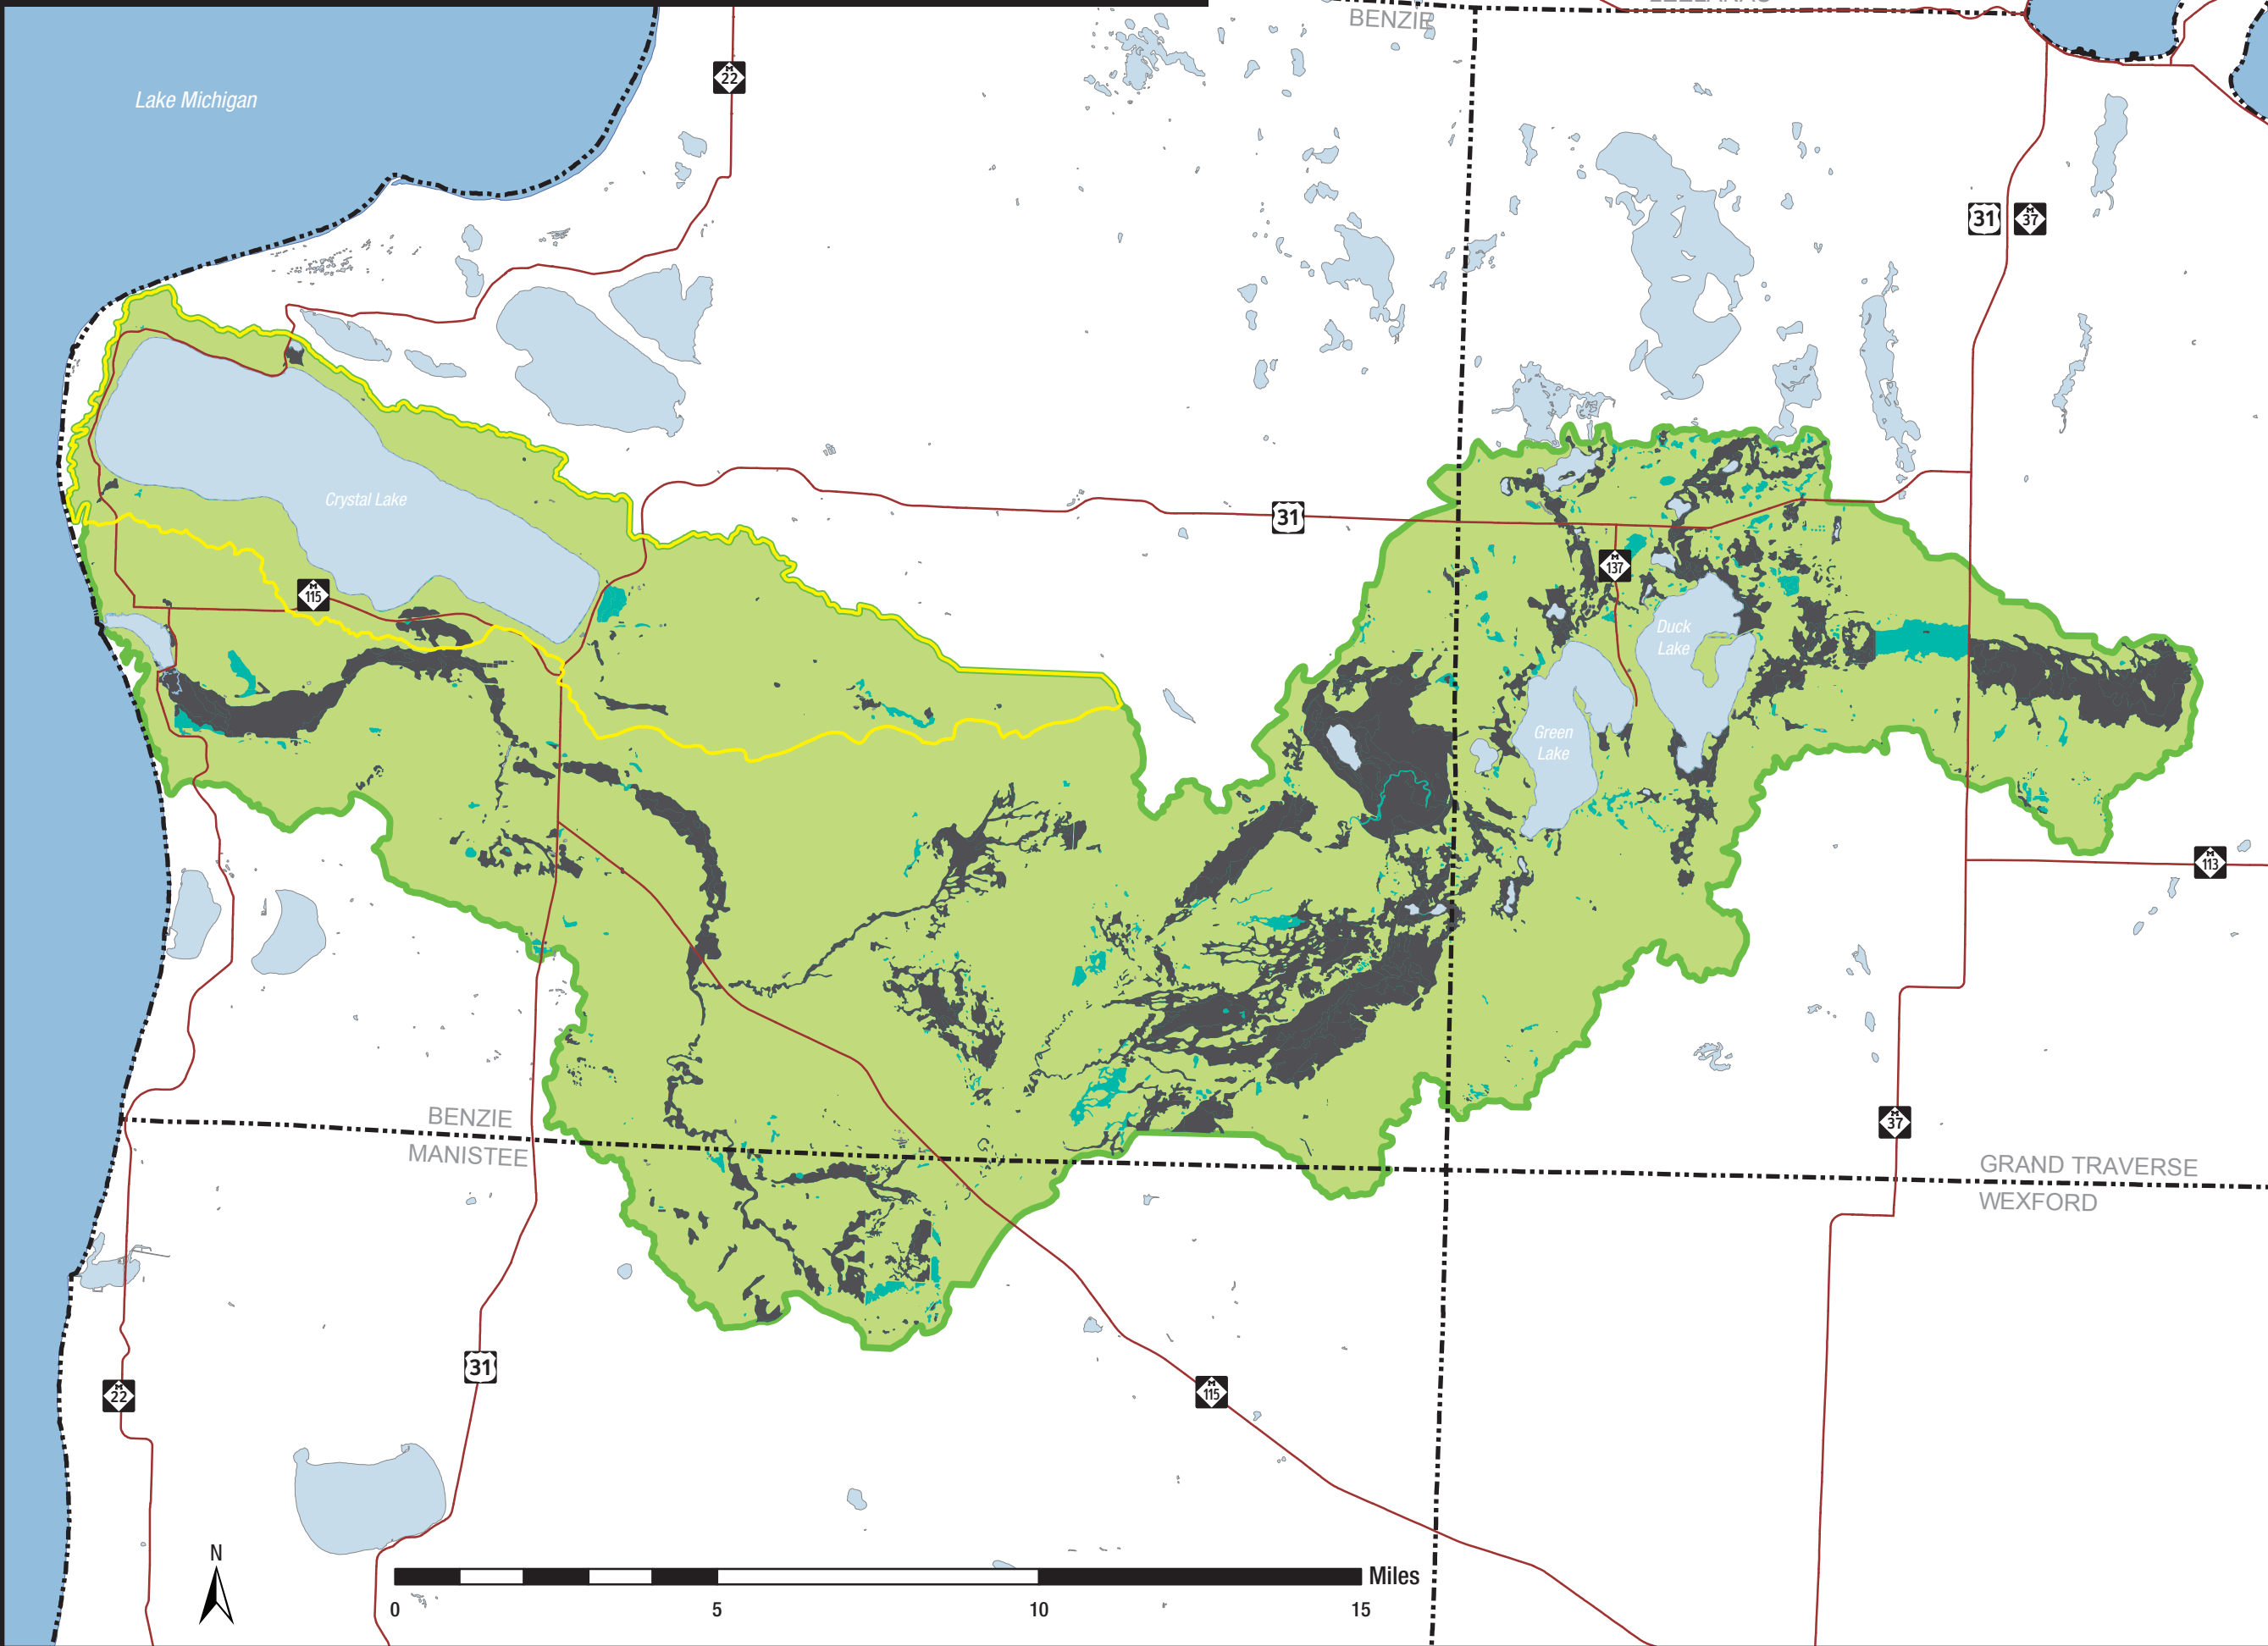 BENZIE
M
22
Lake Michigan
31
M
37
Crystal Lake
31
M
137
M
115
Duck
Lake
Green
Lake
M
113
BENZIE
MANISTEE
M
37
GRAND TRAVERSE
WEXFORD
31
M
22
M
115
N
Miles
0
5
10
15